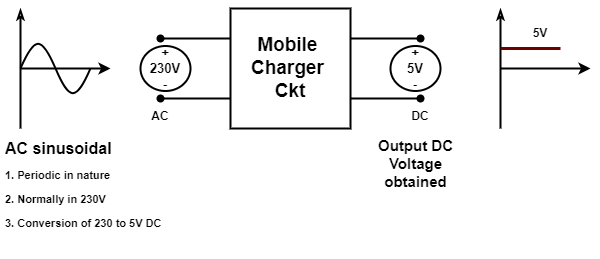 5V
Mobile
Charger
Ckt
+
230V
-
+
5V
-
AC
DC
AC sinusoidal
1. Periodic in nature
2. Normally in 230V
3. Conversion of 230 to 5V DC
Output DC
Voltage
obtained